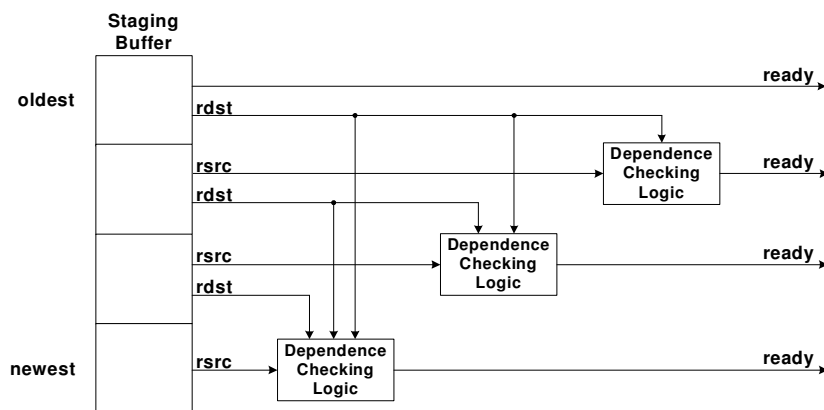 Staging
Buffer
ready
oldest
rdst
Dependence
Checking
Logic
rsrc
ready
rdst
Dependence
Checking
Logic
rsrc
ready
rdst
Dependence
Checking
Logic
newest
rsrc
ready